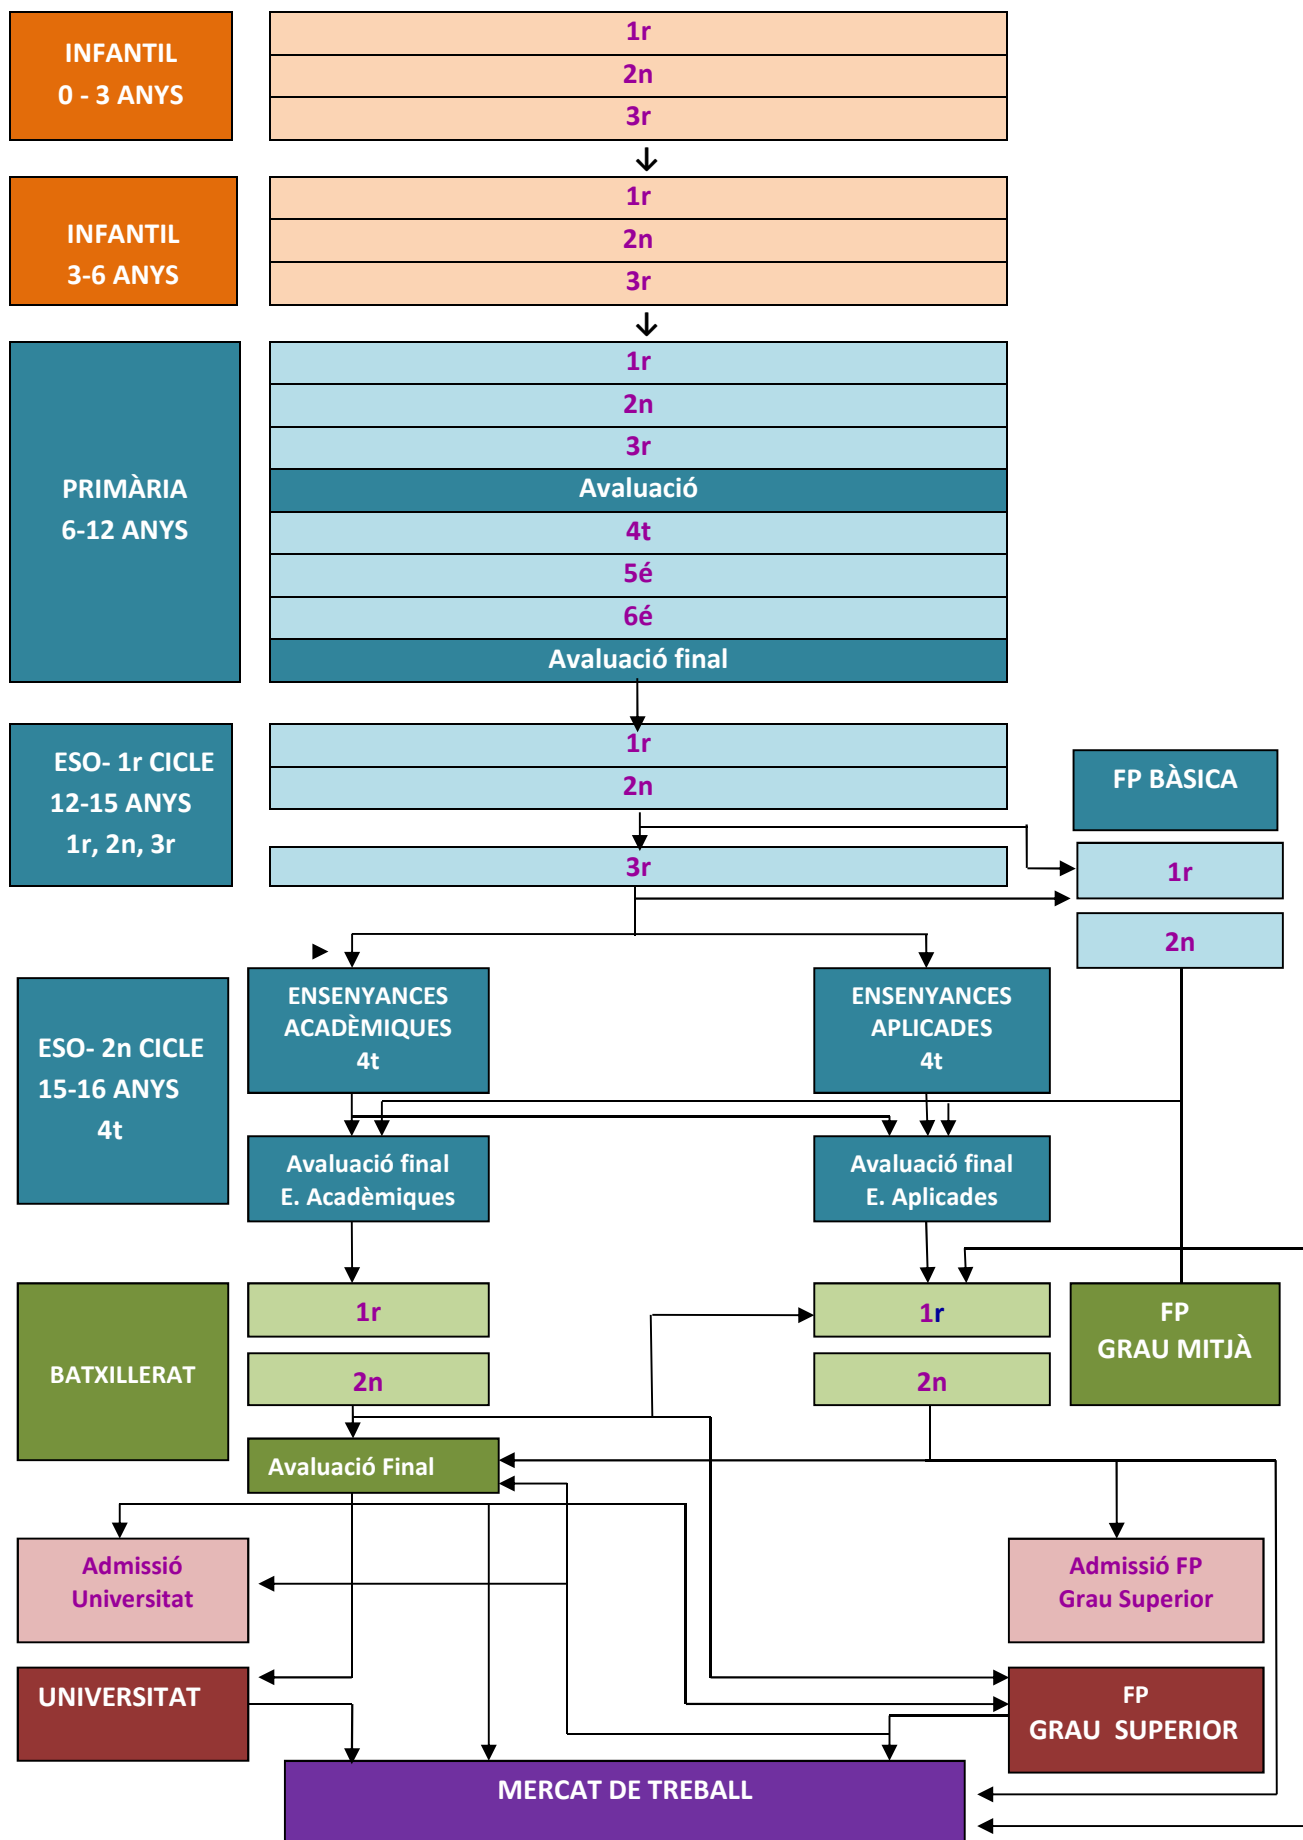 INFANTIL
0 - 3 ANYS
1r
2n
3r
INFANTIL
3-6 ANYS
1r
2n
3r
PRIMÀRIA
6-12 ANYS
1r
2n
3r
Avaluació
4t
5é
6é
Avaluació final
ESO- 1r CICLE
12-15 ANYS
1r, 2n, 3r
1r
2n
3r
FP BÀSICA
1r
2n
ESO- 2n CICLE
15-16 ANYS
4t
ENSENYANCES
ACADÈMIQUES
4t
ENSENYANCES
APLICADES
4t
Avaluació final
E. Acadèmiques
Avaluació final
E. Aplicades
BATXILLERAT
1r
2n
1r
2n
FP
GRAU MITJÀ
Avaluació Final
Admissió
Universitat
Admissió FP
Grau Superior
UNIVERSITAT
FP
GRAU SUPERIOR
MERCAT DE TREBALL